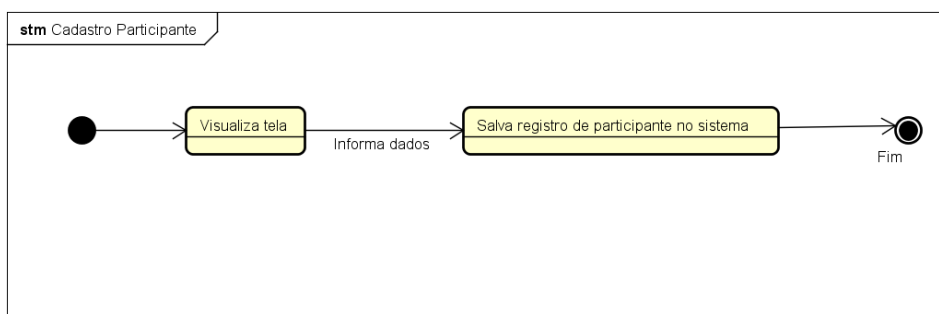 stm Cadastro Participante
Visualiza tela
Informa dados
Salva registro de participante no sistema
Fim